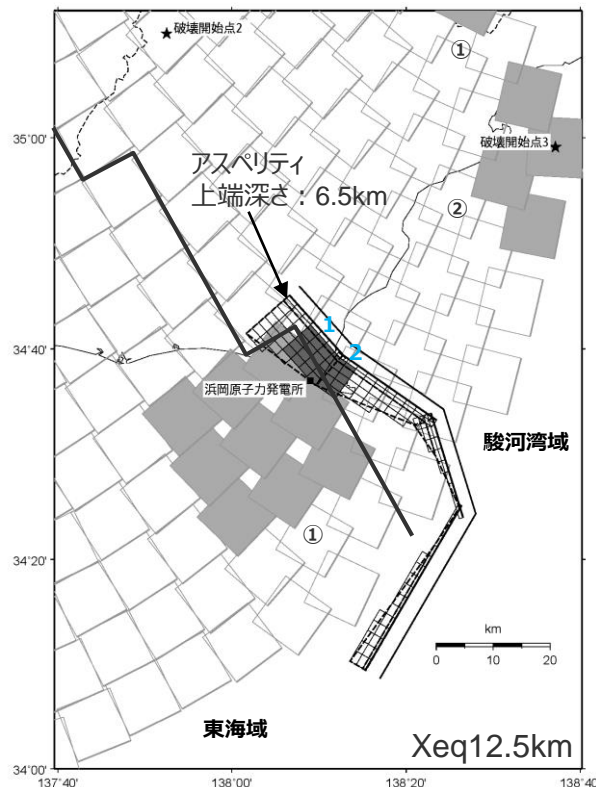 破壊開始点2
①
35°00'
破壊開始点3
アスペリティ
上端深さ：6.5km
②
1
2
34°40'
浜岡原子力発電所
駿河湾域
①
34°20'
km
0 10 20
東海域
Xeq12.5km
34°00'
137°40' 138°00' 138°20' 138°40'